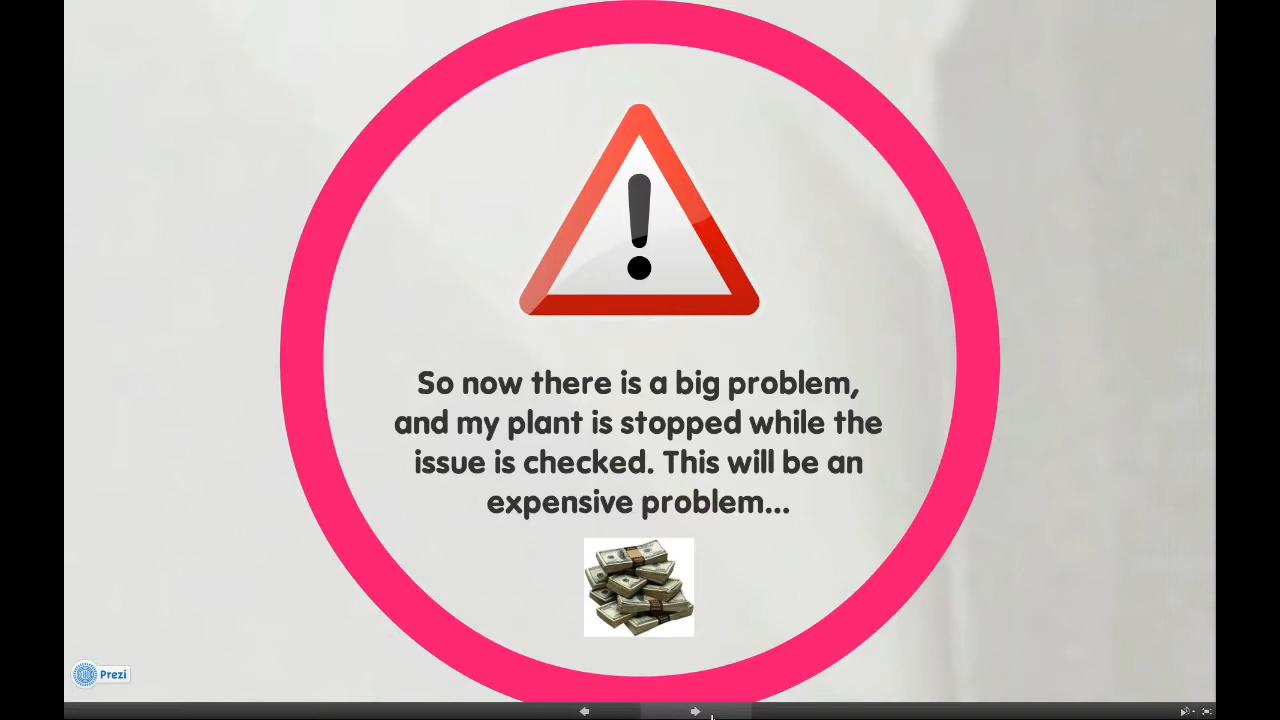 So now there is a big problem,
and my plant is stopped while the
issue is checked. This will be an
expensive problem...
Prezi